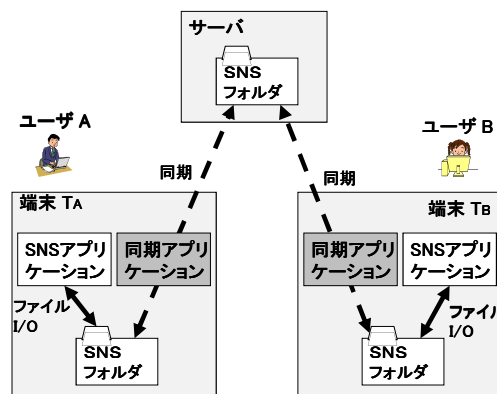 サーバ
SNS
フォルダ
ユーザ A
ユーザ B
同期
同期
端末 TA
SNSアプリ
ケーション
同期アプリ
ケーション
ファイル
I/O
SNS
フォルダ
端末 TB
同期アプ
リケーション
SNSアプリ
ケーション
ファイル
I/O
SNS
フォルダ